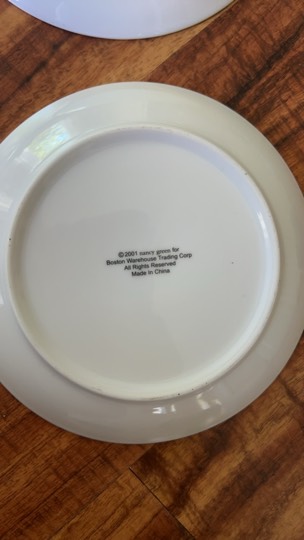 ©2001 nancy green for
Boston Warehouse Trading Corp
All Rights Reserved
Made In China